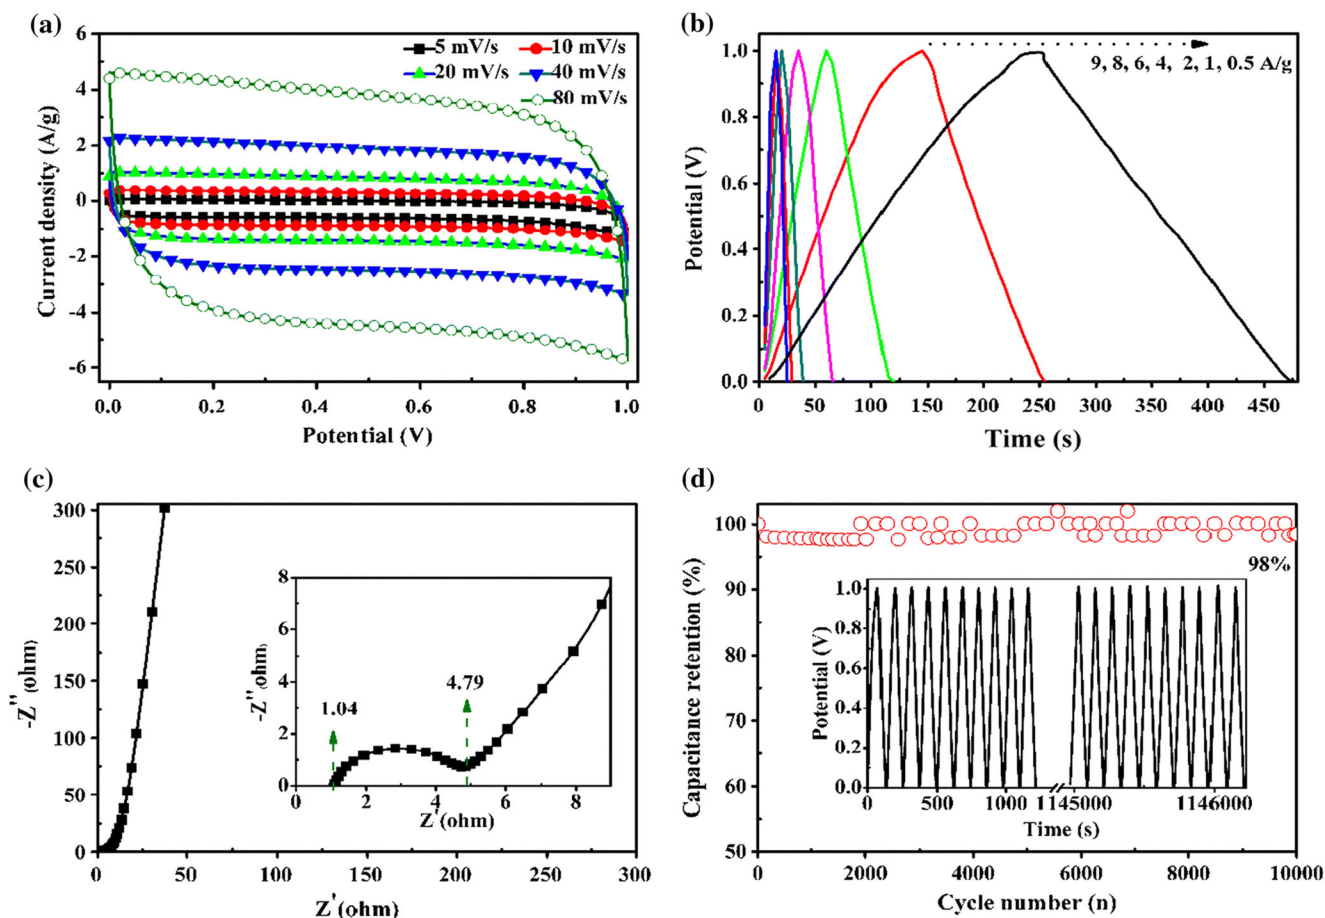 (a)
6
4
2
0
-2
-4
-6
0.0 0.2 0.4 0.6 0.8 1.0
Current density (A/g)
Potential (V)
5 mV/s 10 mV/s
20 mV/s 40 mV/s
80 mV/s
(b)
1.0
0.8
0.6
0.4
0.2
0.0
0 50 100 150 200 250 300 350 400 450
Potential (V)
Time (s)
9, 8, 6, 4, 2, 1, 0.5 A/g
(c)
300
250
200
150
100
50
0
0 50 100 150 200 250 300
-Z''(ohm)
Z'(ohm)
8
6
4
2
0
0 2 4 6 8
-Z''(ohm)
Z'(ohm)
1.04
4.79
(d)
100
90
80
70
60
50
0 2000 4000 6000 8000 10000
Capacitance retention (%)
Cycle number (n)
98%
1.0
0.8
0.6
0.4
0.2
0.0
0 500 1000 1145000 1146000
Potential (V)
Time (s)